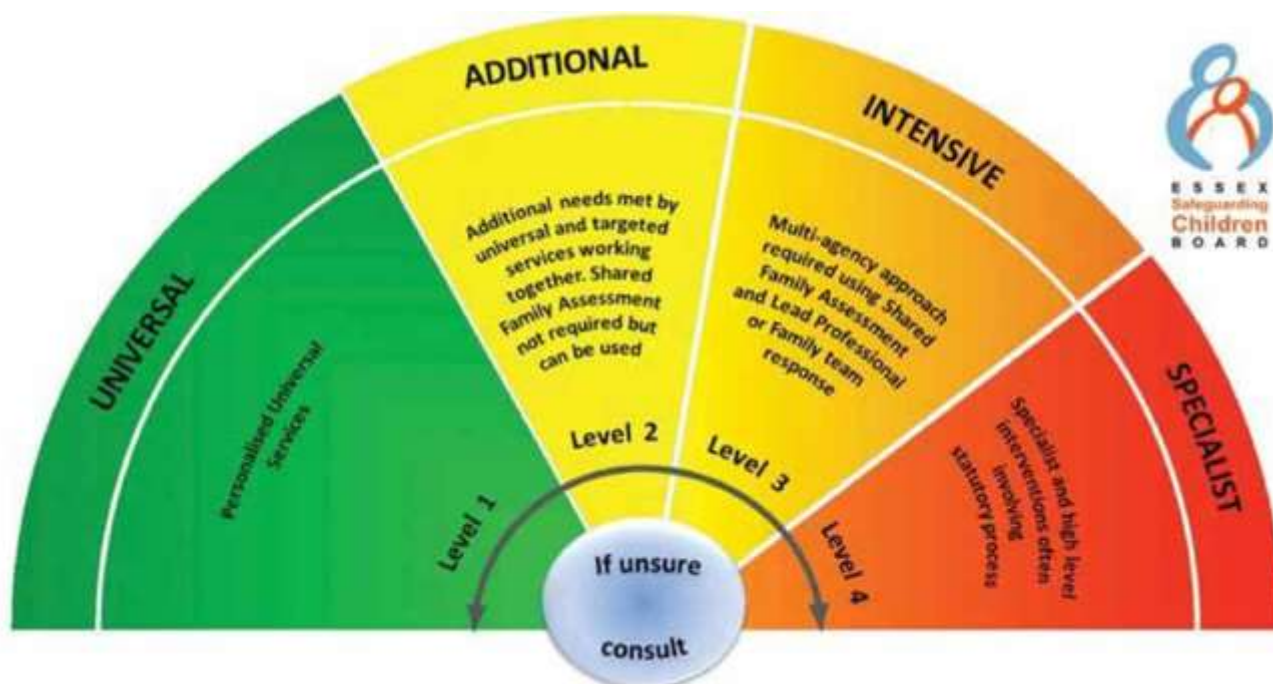 UNIVERSAL
Personalised Universal
Services
Level 1
ADDITIONAL
Additional needs met by
universal and targeted
services working
together. Shared
Family Assessment
not required but
can be used
Level 2
INTENSIVE
Multi-agency approach
required using Shared
Family Assessment
and Lead Professional
or Family team
response
Level 3
SPECIALIST
Specialist and high level
interventions often
involving
statutory process
Level 4
If unsure
consult
ESSEX
Safeguarding
Children
BOARD